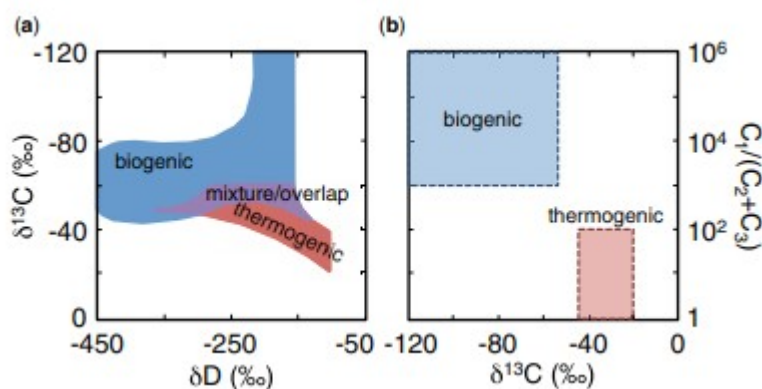 (a)
-120
-80
-40
0
δ¹³C (‰)
biogenic
mixture/overlap
thermogenic
-450
-250
-50
δD (‰)
(b)
10⁶
10⁴
10²
1
C₁/(C₂+C₃)
biogenic
thermogenic
-120
-80
-40
0
δ¹³C (‰)